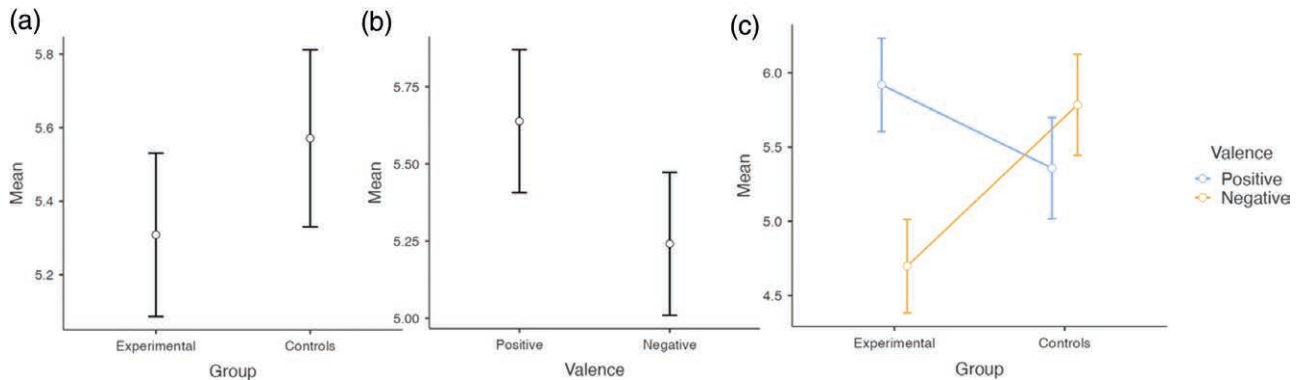 (a)
5.8
5.6
5.4
5.2
Mean
Experimental
Controls
Group
(b)
5.75
5.50
5.25
5.00
Mean
Positive
Negative
Valence
(c)
6.0
5.5
5.0
4.5
Mean
Experimental
Controls
Group
Valence
Positive
Negative